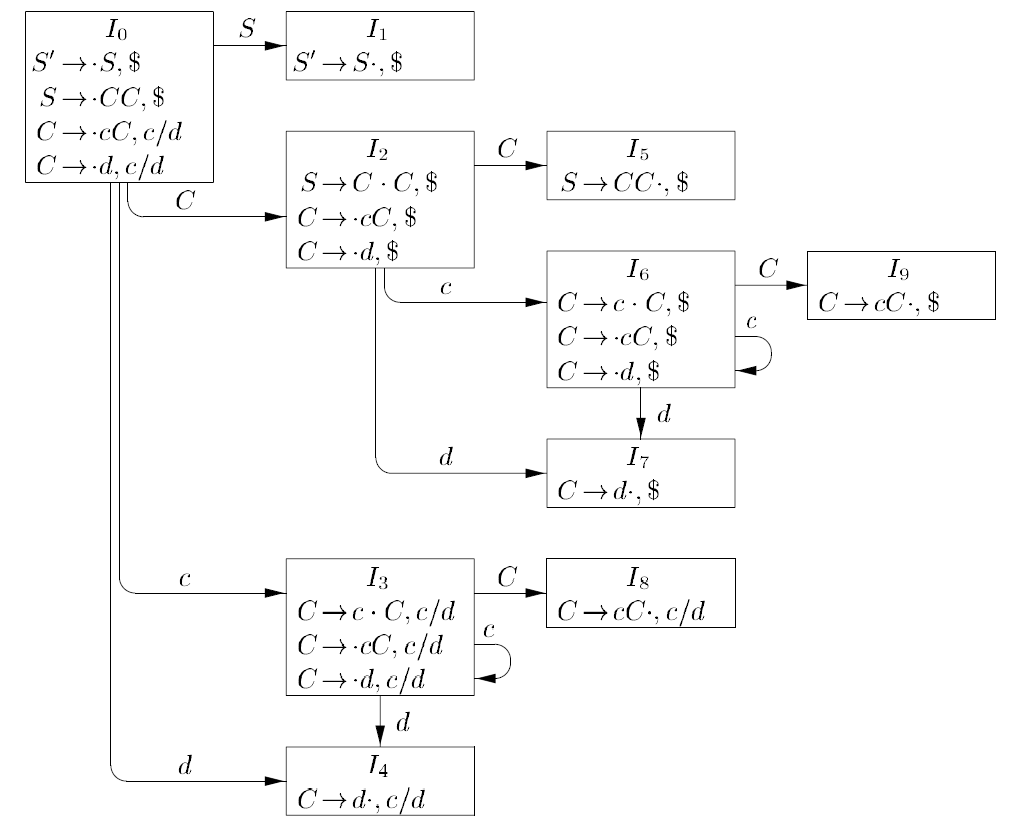 I₀
S′ → ·S, $
S → ·CC, $
C → ·cC, c/d
C → ·d, c/d
S
I₁
S′ → S·, $
C
I₂
S → C · C, $
C → ·cC, $
C → ·d, $
C
I₅
S → CC·, $
c
I₆
C → c · C, $
C → ·cC, $
C → ·d, $
C
I₉
C → cC·, $
c
d
d
I₇
C → d·, $
c
I₃
C → c · C, c/d
C → ·cC, c/d
C → ·d, c/d
C
I₈
C → cC·, c/d
c
d
d
I₄
C → d·, c/d